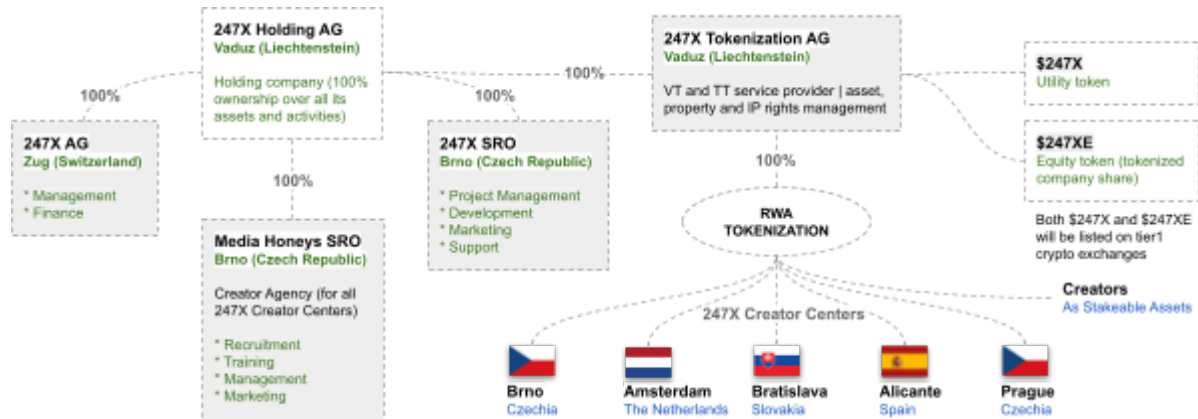 247X Holding AG
Vaduz (Liechtenstein)
Holding company (100%
ownership over all its
assets and activities)
100%
247X AG
Zug (Switzerland)
* Management
* Finance
100%
Media Honeys SRO
Brno (Czech Republic)
Creator Agency (for all
247X Creator Centers)
* Recruitment
* Training
* Management
* Marketing
100%
247X SRO
Brno (Czech Republic)
* Project Management
* Development
* Marketing
* Support
100%
247X Tokenization AG
Vaduz (Liechtenstein)
VT and TT service provider | asset,
property and IP rights management
100%
RWA
TOKENIZATION
$247X
Utility token
$247XE
Equity token (tokenized
company share)
Both $247X and $247XE
will be listed on tier1
crypto exchanges
Creators
As Stakeable Assets
247X Creator Centers
Brno
Czechia
Amsterdam
The Netherlands
Bratislava
Slovakia
Alicante
Spain
Prague
Czechia